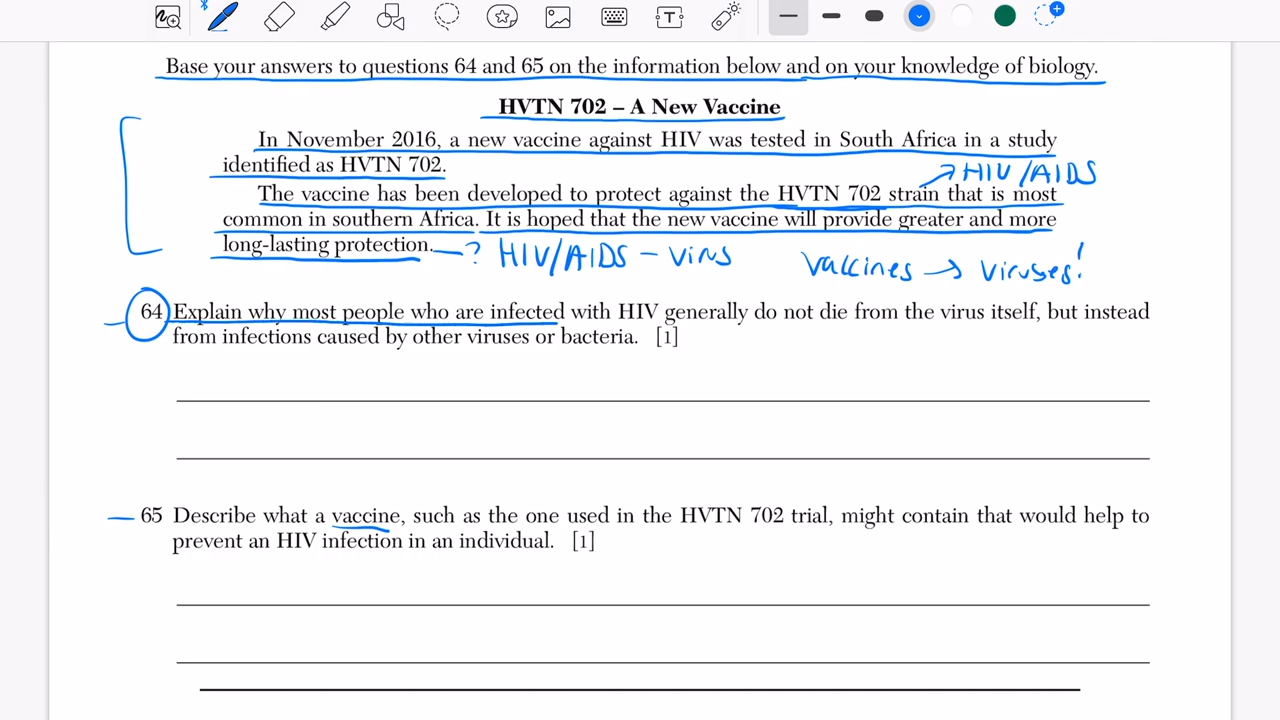 Base your answers to questions 64 and 65 on the information below and on your knowledge of biology.
HVTN 702 – A New Vaccine
In November 2016, a new vaccine against HIV was tested in South Africa in a study
identified as HVTN 702.
HIV/AIDS
The vaccine has been developed to protect against the HVTN 702 strain that is most
common in southern Africa. It is hoped that the new vaccine will provide greater and more
long-lasting protection.
? HIV/AIDS - Virus
Vaccines → Viruses!
64 Explain why most people who are infected with HIV generally do not die from the virus itself, but instead
from infections caused by other viruses or bacteria. [1]
65 Describe what a vaccine, such as the one used in the HVTN 702 trial, might contain that would help to
prevent an HIV infection in an individual. [1]